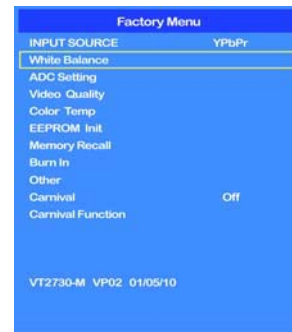 Factory Menu
INPUT SOURCE YPbPr
White Balance
ADC Setting
Video Quality
Color Temp
EEPROM Init
Memory Recall
Burn In
Other
Carnival Off
Carnival Function
VT2730-M VP02 01/05/10